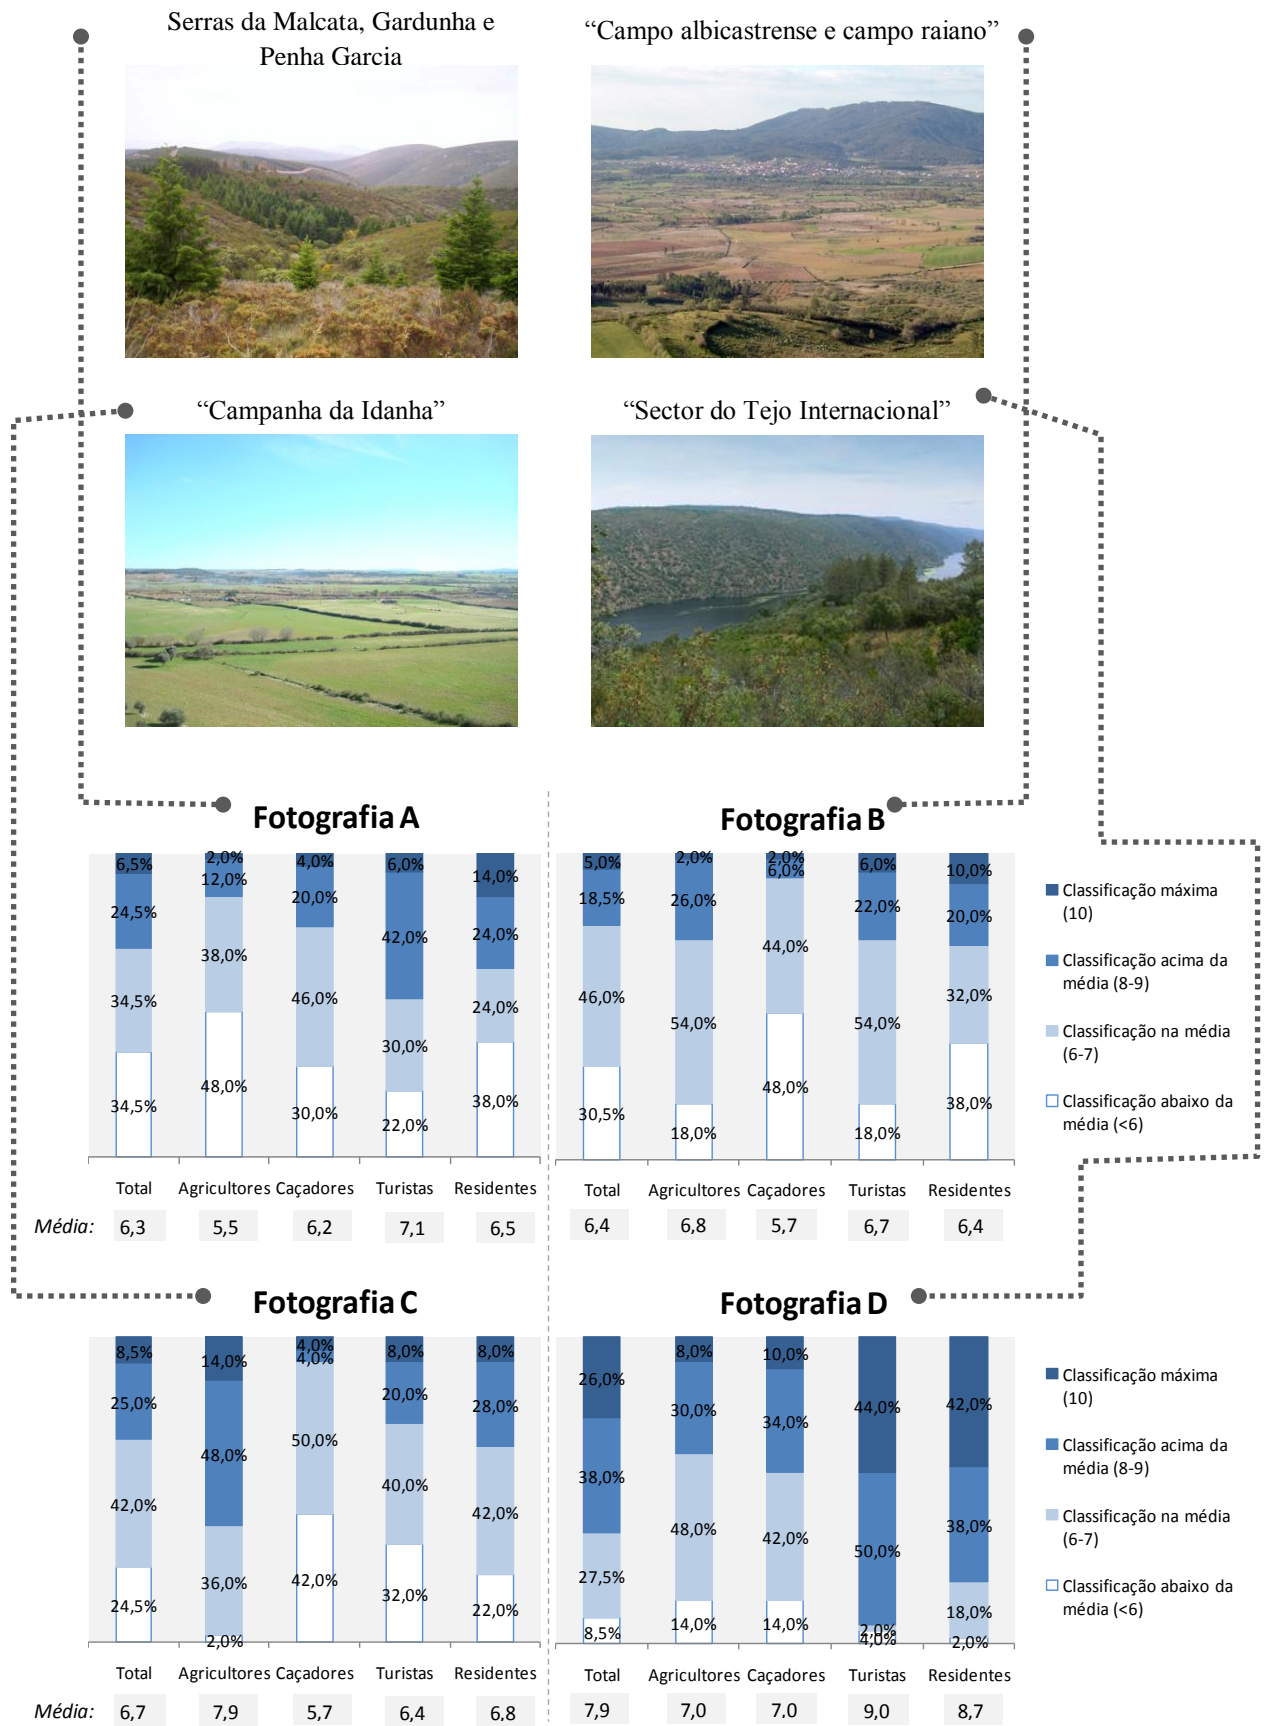 Serras da Malcata, Gardunha e
Penha Garcia
“Campo albicastrense e campo raiano”
“Campanha da Idanha”
“Sector do Tejo Internacional”
Fotografia A
6,5% 2,0% 4,0% 6,0% 14,0%
24,5% 12,0% 20,0% 42,0% 24,0%
34,5% 38,0% 46,0% 30,0% 24,0%
34,5% 48,0% 30,0% 22,0% 38,0%
Total Agricultores Caçadores Turistas Residentes
Média: 6,3 5,5 6,2 7,1 6,5
Fotografia B
5,0% 2,0% 2,0% 6,0% 10,0%
18,5% 26,0% 6,0% 22,0% 20,0%
46,0% 54,0% 44,0% 54,0% 32,0%
30,5% 18,0% 48,0% 18,0% 38,0%
Total Agricultores Caçadores Turistas Residentes
6,4 6,8 5,7 6,7 6,4
Classificação máxima
(10)
Classificação acima da
média (8-9)
Classificação na média
(6-7)
Classificação abaixo da
média (<6)
Fotografia C
8,5% 14,0% 4,0% 8,0% 8,0%
25,0% 48,0% 4,0% 20,0% 28,0%
42,0% 36,0% 50,0% 40,0% 42,0%
24,5% 2,0% 42,0% 32,0% 22,0%
Total Agricultores Caçadores Turistas Residentes
Média: 6,7 7,9 5,7 6,4 6,8
Fotografia D
26,0% 8,0% 10,0% 44,0% 42,0%
38,0% 30,0% 34,0% 50,0% 38,0%
27,5% 48,0% 42,0% 2,0% 18,0%
8,5% 14,0% 14,0% 4,0% 2,0%
Total Agricultores Caçadores Turistas Residentes
7,9 7,0 7,0 9,0 8,7
Classificação máxima
(10)
Classificação acima da
média (8-9)
Classificação na média
(6-7)
Classificação abaixo da
média (<6)